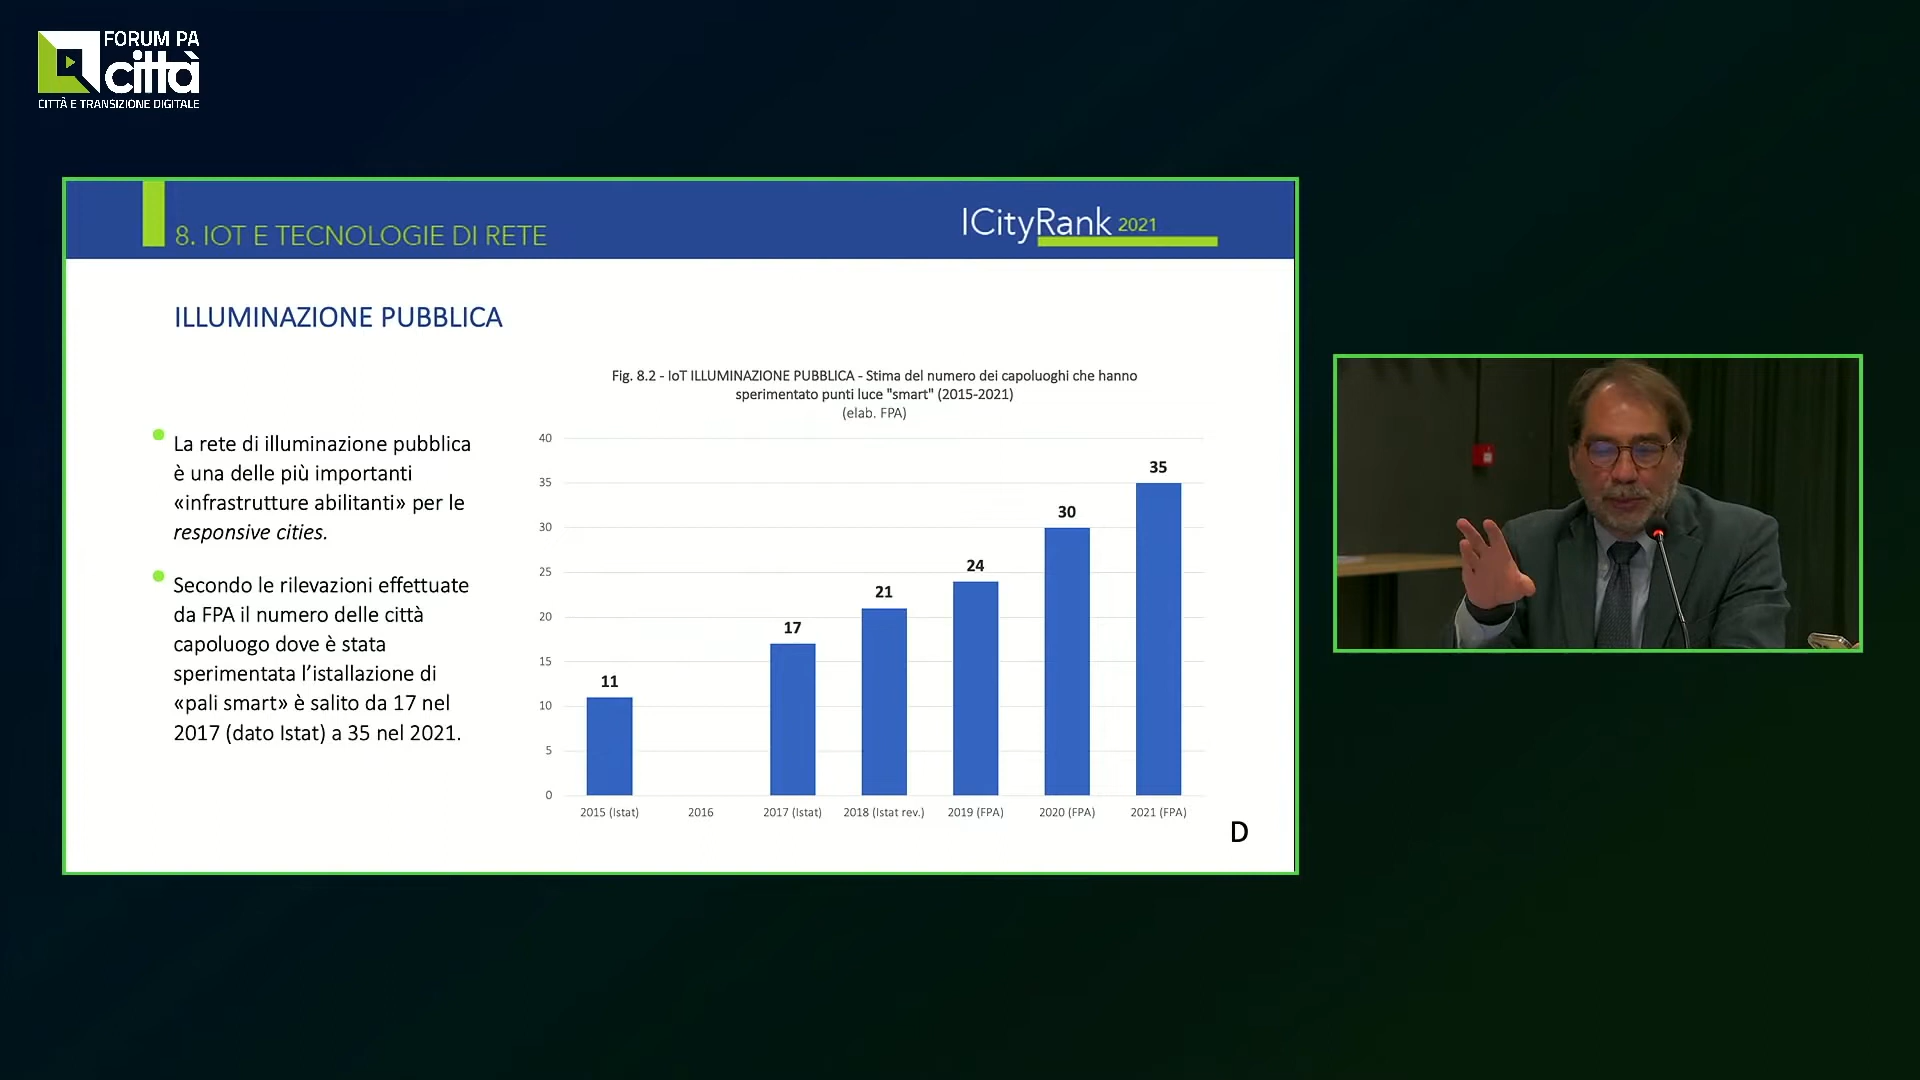 FORUM PA
città
CITTÀ E TRANSIZIONE DIGITALE
8. IOT E TECNOLOGIE DI RETE
ICityRank 2021
ILLUMINAZIONE PUBBLICA
La rete di illuminazione pubblica
è una delle più importanti
«infrastrutture abilitanti» per le
responsive cities.
Secondo le rilevazioni effettuate
da FPA il numero delle città
capoluogo dove è stata
sperimentata l’istallazione di
«pali smart» è salito da 17 nel
2017 (dato Istat) a 35 nel 2021.
Fig. 8.2 - IoT ILLUMINAZIONE PUBBLICA - Stima del numero dei capoluoghi che hanno
sperimentato punti luce "smart" (2015-2021)
(elab. FPA)
40
35
30
25
20
15
10
5
0
11
17
21
24
30
35
2015 (Istat)
2016
2017 (Istat)
2018 (Istat rev.)
2019 (FPA)
2020 (FPA)
2021 (FPA)
D